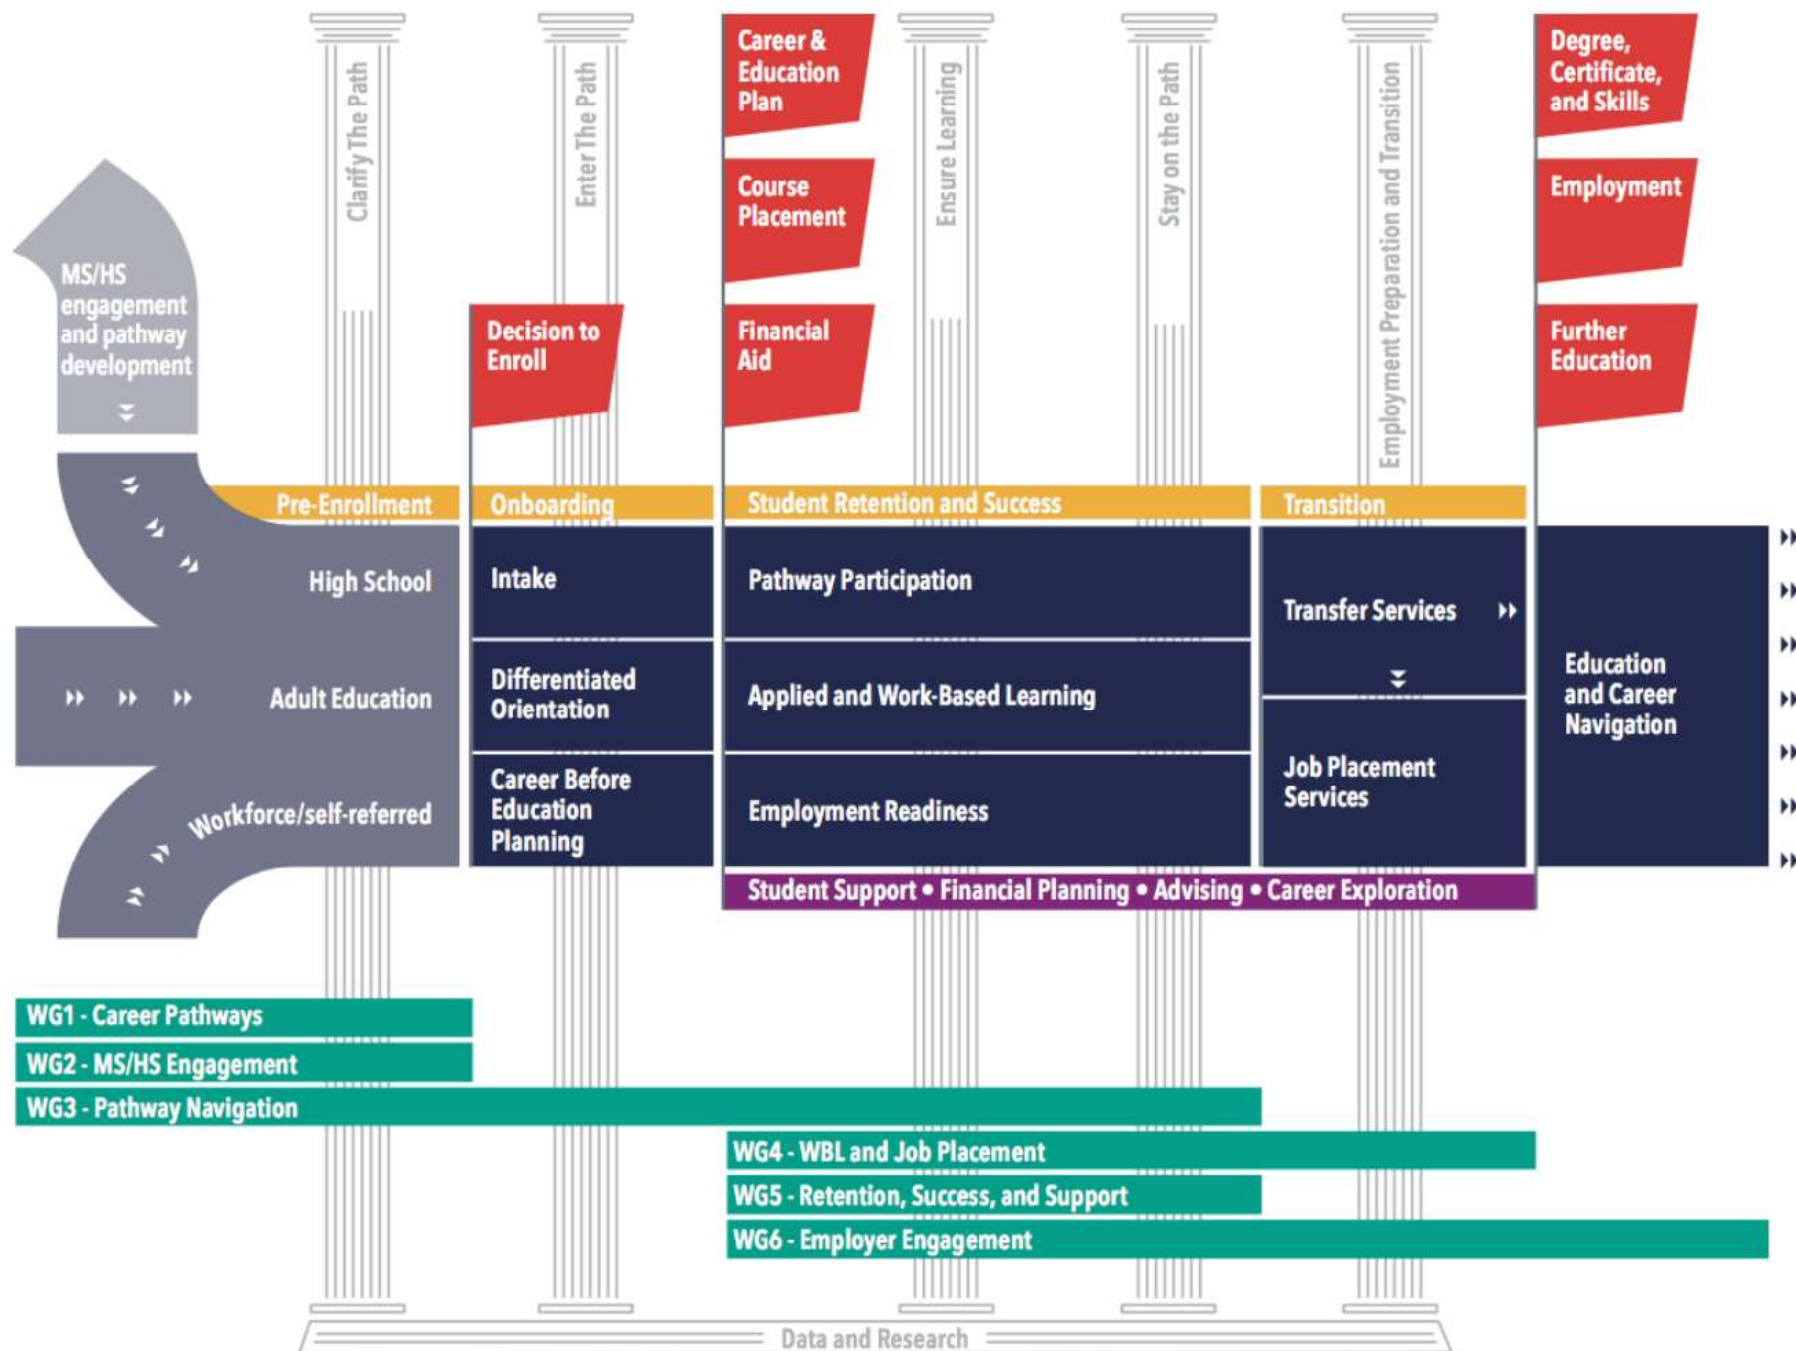 Clarify The Path
Enter The Path
Career &
Education
Plan
Ensure Learning
Stay on the Path
Employment Preparation and Transition
Degree,
Certificate,
and Skills
Course
Placement
Employment
MS/HS
engagement
and pathway
development
Decision to
Enroll
Financial
Aid
Further
Education
Pre-Enrollment
Onboarding
Student Retention and Success
Transition
High School
Intake
Pathway Participation
Transfer Services
Adult Education
Differentiated
Orientation
Applied and Work-Based Learning
Education
and Career
Navigation
Workforce/self-referred
Career Before
Education
Planning
Employment Readiness
Job Placement
Services
Student Support • Financial Planning • Advising • Career Exploration
WG1 - Career Pathways
WG2 - MS/HS Engagement
WG3 - Pathway Navigation
WG4 - WBL and Job Placement
WG5 - Retention, Success, and Support
WG6 - Employer Engagement
Data and Research